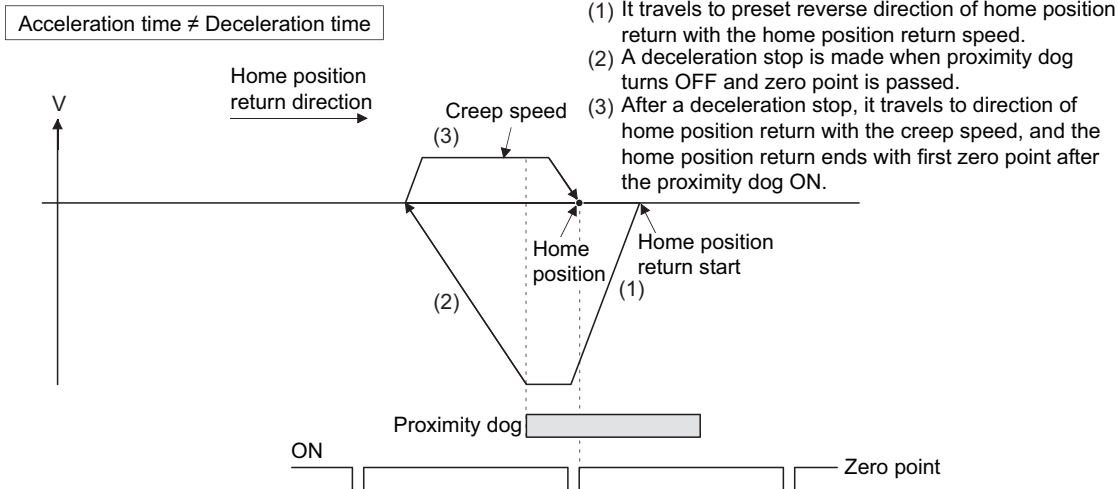 Acceleration time ≠ Deceleration time
(1) It travels to preset reverse direction of home position
return with the home position return speed.
(2) A deceleration stop is made when proximity dog
turns OFF and zero point is passed.
(3) After a deceleration stop, it travels to direction of
home position return with the creep speed, and the
home position return ends with first zero point after
the proximity dog ON.
Home position
return direction
V
Creep speed
(3)
Home
position
Home position
return start
(1)
(2)
Proximity dog
ON
Zero point